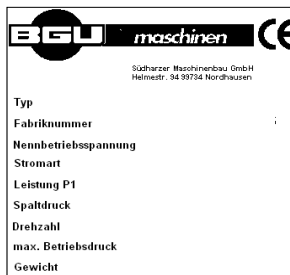 BGU maschinen CE
Südharzer Maschinenbau GmbH
Helmestr. 94 99734 Nordhausen
Typ
Fabriknummer
Nennbetriebsspannung
Stromart
Leistung P1
Spaltdruck
Drehzahl
max. Betriebsdruck
Gewicht